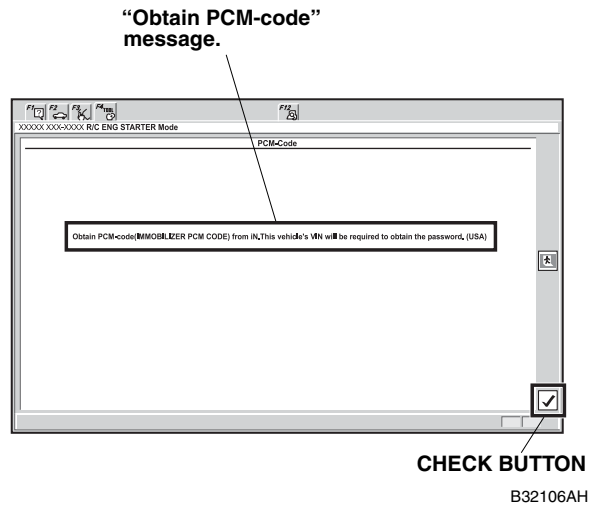 “Obtain PCM-code”
message.
F1 F2 F3 F4 TOOL F12
XXXXX XXX-XXXX R/C ENG STARTER Mode
PCM-Code
Obtain PCM-code(IMMOBILIZER PCM CODE) from iN.This vehicle's VIN will be required to obtain the password. (USA)
CHECK BUTTON
B32106AH